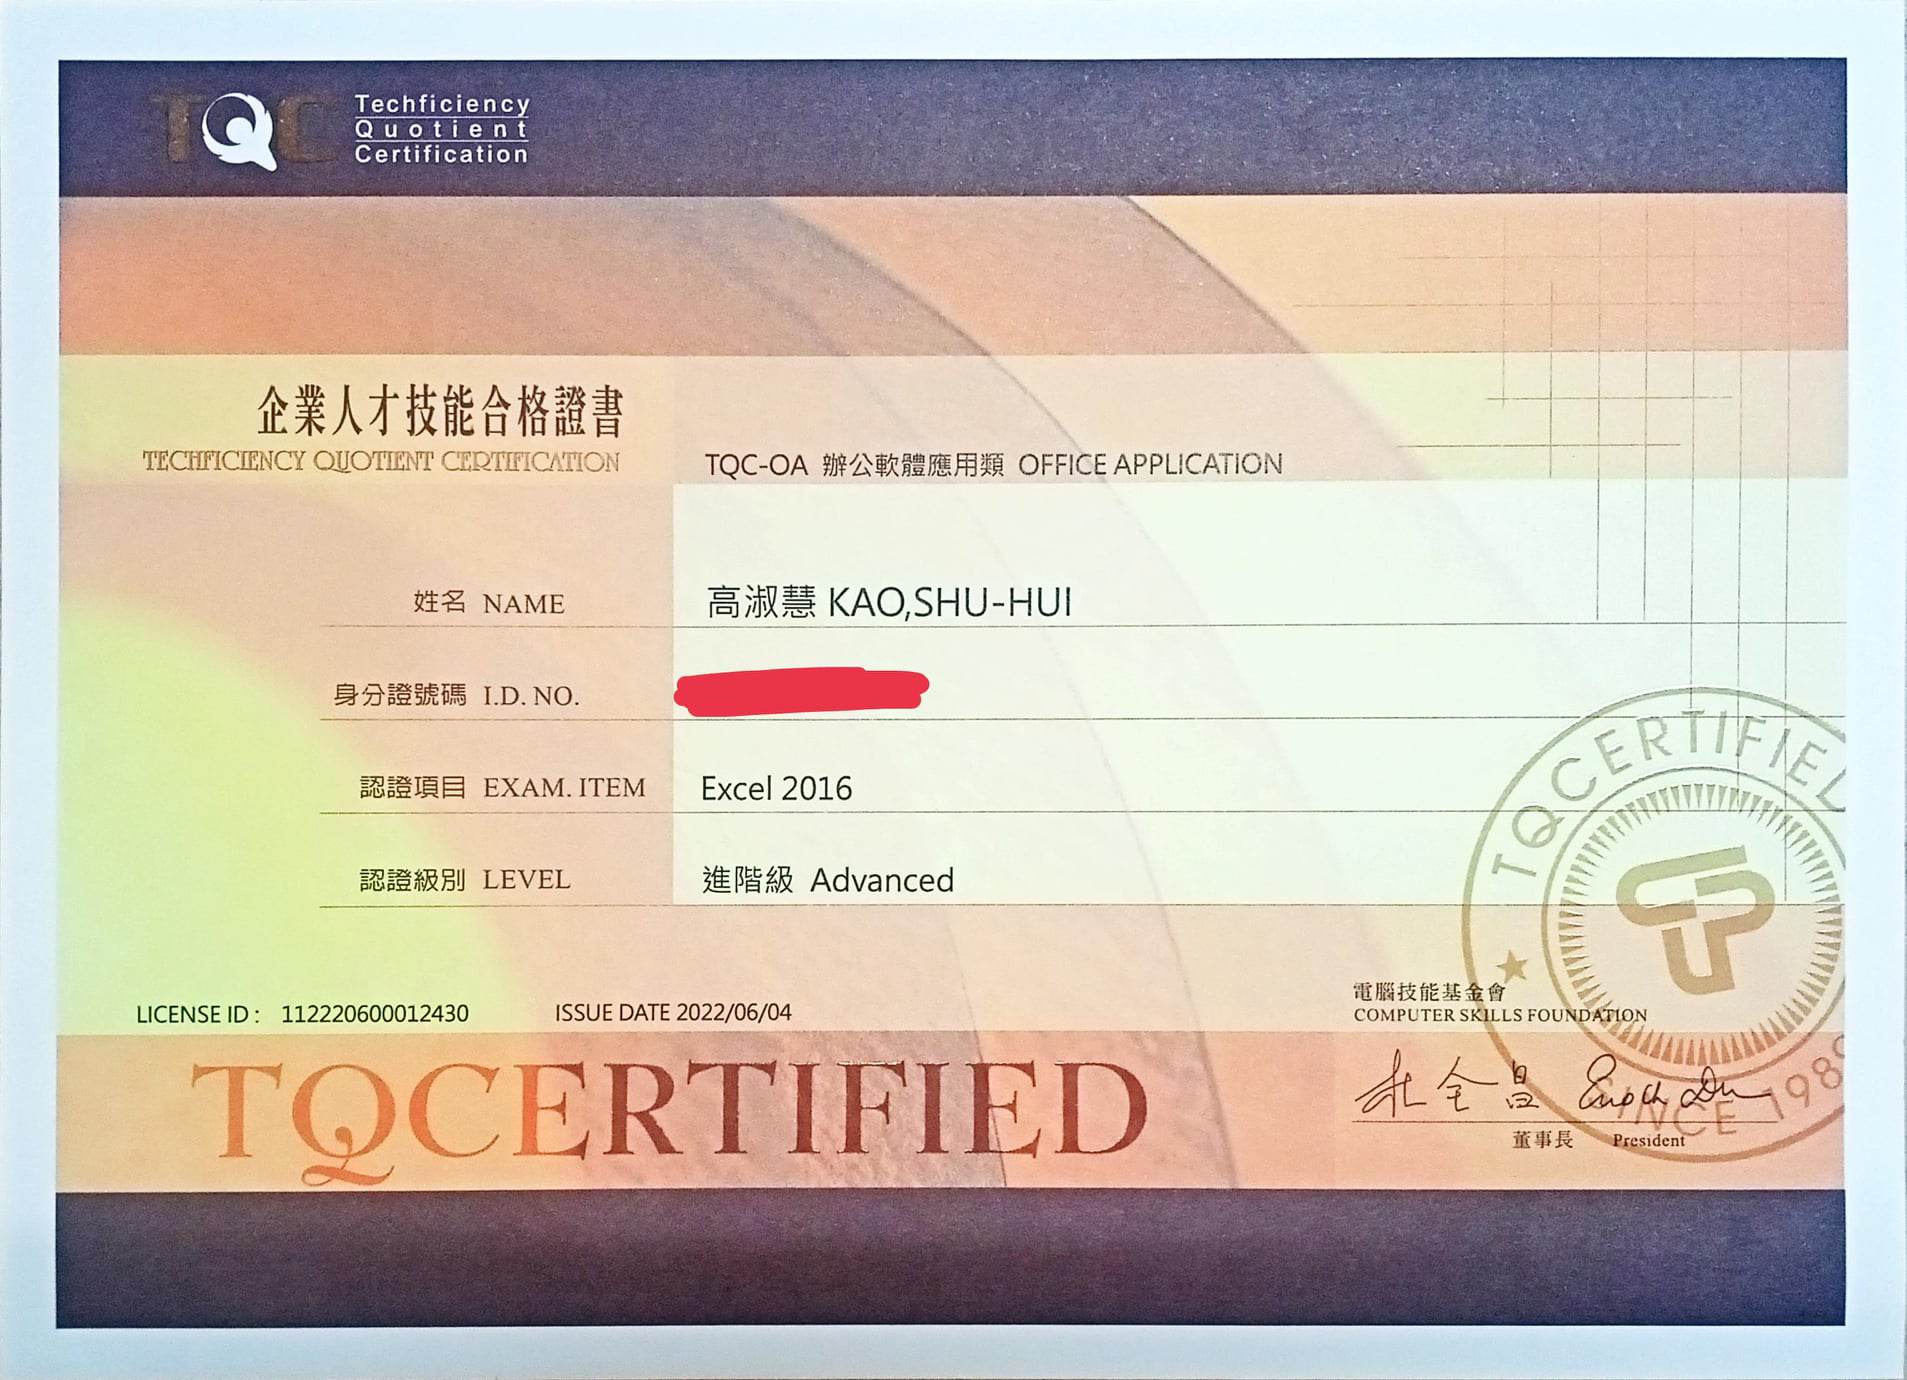 TQC
Techficiency
Quotient
Certification
企業人才技能合格證書
TECHFICIENCY QUOTIENT CERTIFICATION
TQC-OA 辦公軟體應用類 OFFICE APPLICATION
姓名 NAME 高淑慧 KAO,SHU-HUI
身分證號碼 I.D. NO.
認證項目 EXAM. ITEM Excel 2016
認證級別 LEVEL 進階級 Advanced
TQCERTIFIED
SINCE 1989
LICENSE ID : 112220600012430 ISSUE DATE 2022/06/04
電腦技能基金會
COMPUTER SKILLS FOUNDATION
TQCERTIFIED
杜全昌 Enoch Du
董事長 President